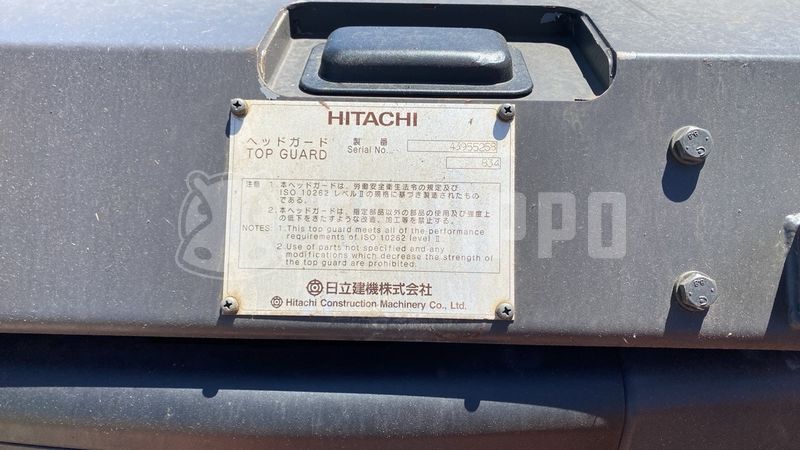 HITACHI
ヘッドガード
TOP GUARD
製番
Serial No.
834
注意 1.本ヘッドガードは、労働安全衛生法令の規定及び
ISO 10262 レベルⅡの規格に基づき製造されたもの
である。
2.本ヘッドガードは、指定部品以外の部品の使用及び強度上
の低下をきたすような改造、加工等を禁止する。
NOTES: 1.This top guard meets all of the performance
requirements of ISO 10262 level Ⅱ.
2.Use of parts not specified and any
modifications which decrease the strength of
the top guard are prohibited.
日立建機株式会社
Hitachi Construction Machinery Co., Ltd.
8.8
8.8